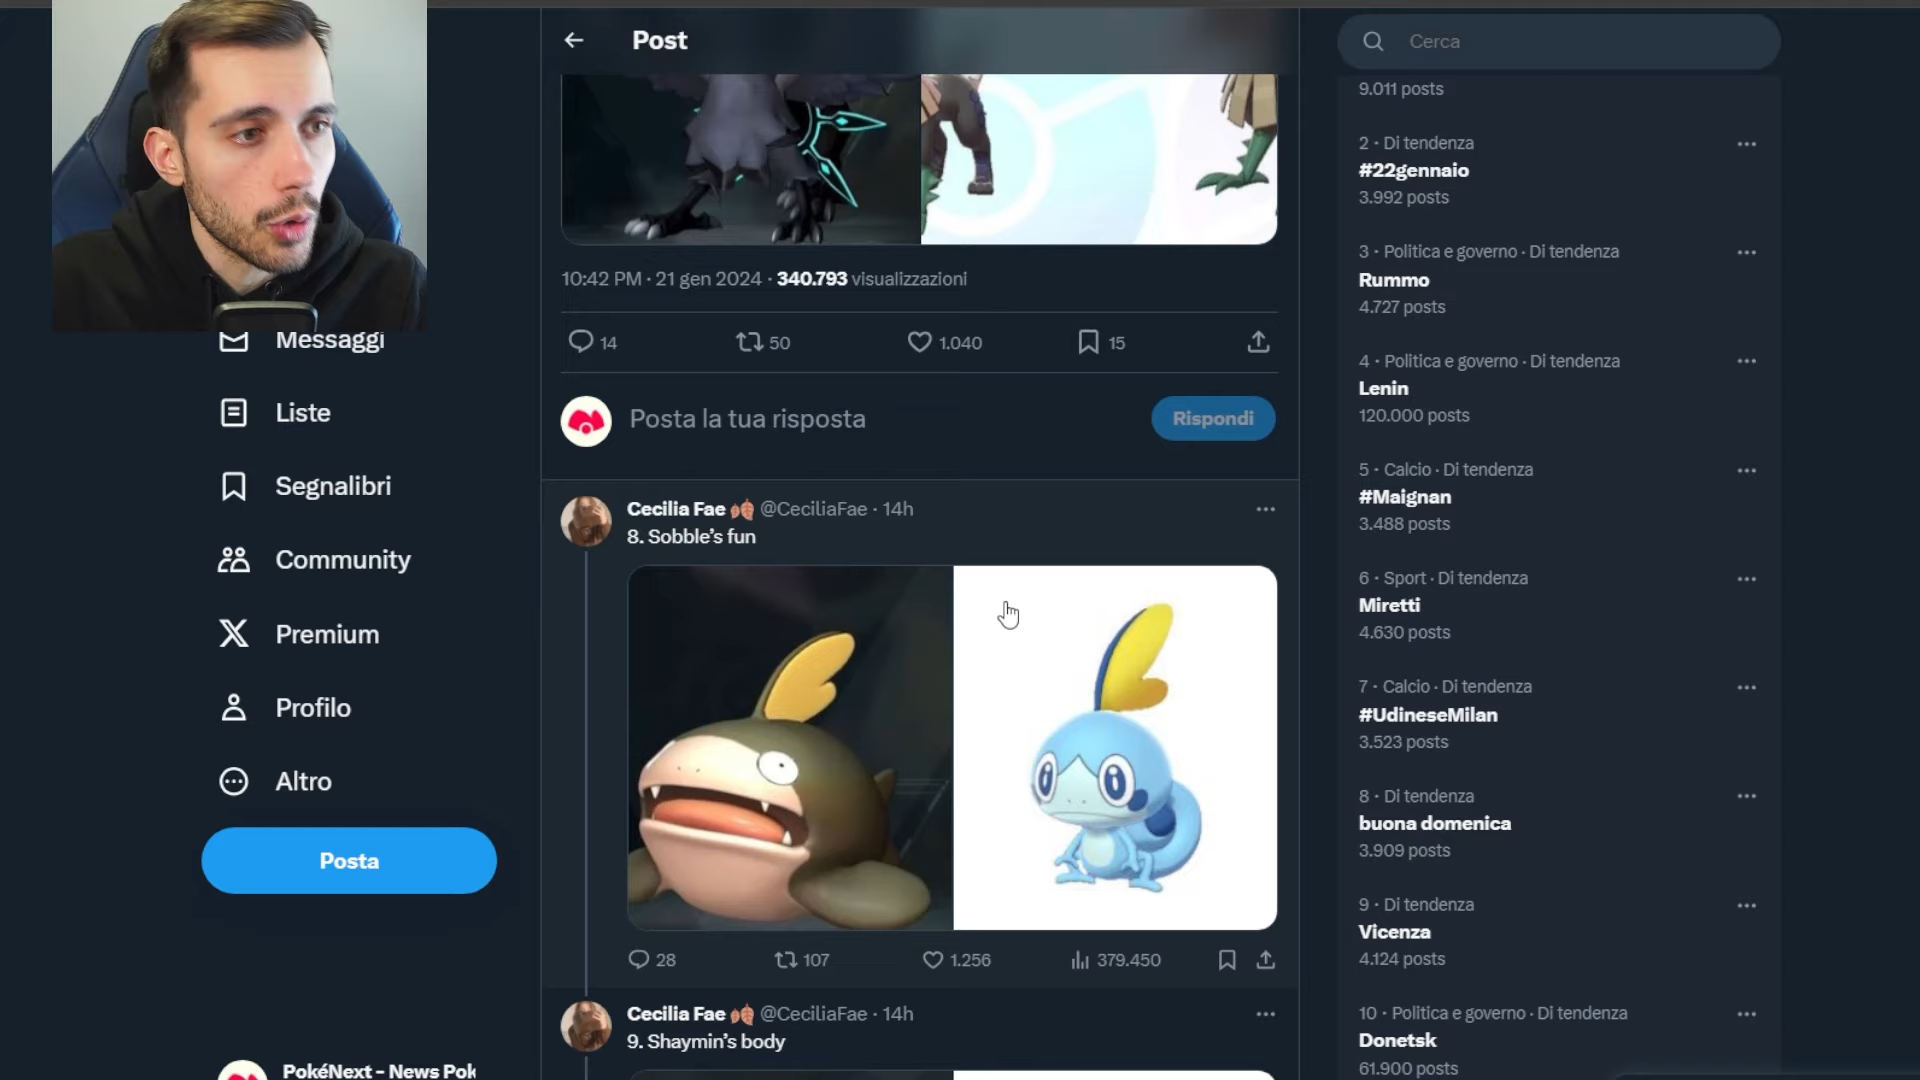 Post
Cerca
9.011 posts
2 · Di tendenza
#22gennaio
3.992 posts
3 · Politica e governo · Di tendenza
Rummo
4.727 posts
4 · Politica e governo · Di tendenza
Lenin
120.000 posts
5 · Calcio · Di tendenza
#Maignan
3.488 posts
6 · Sport · Di tendenza
Miretti
4.630 posts
7 · Calcio · Di tendenza
#UdineseMilan
3.523 posts
8 · Di tendenza
buona domenica
3.909 posts
9 · Di tendenza
Vicenza
4.124 posts
10 · Politica e governo · Di tendenza
Donetsk
61.900 posts
10:42 PM · 21 gen 2024 · 340.793 visualizzazioni
14 50 1.040 15
Posta la tua risposta
Rispondi
Cecilia Fae @CeciliaFae · 14h
8. Sobble's fun
28 107 1.256 379.450
Cecilia Fae @CeciliaFae · 14h
9. Shaymin's body
Messaggi
Liste
Segnalibri
Community
Premium
Profilo
Altro
Posta
PokéNext - News Pok